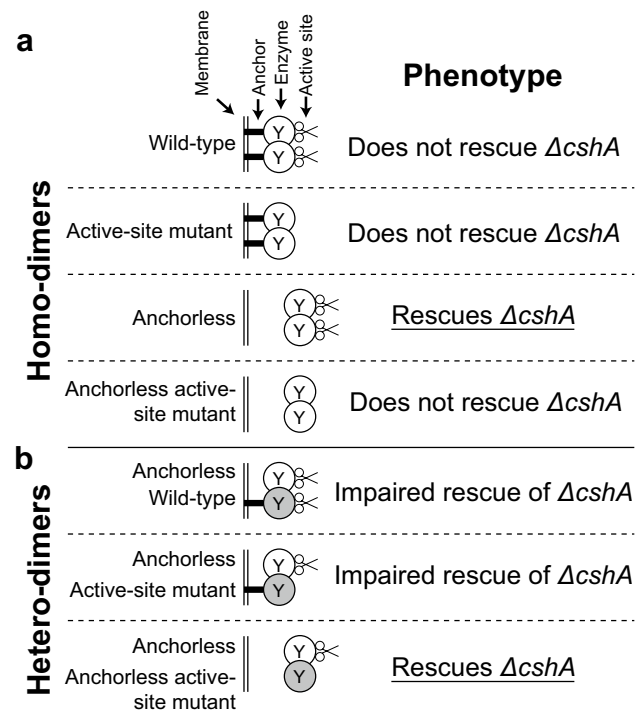 a
Membrane
Anchor
Enzyme
Active site
Phenotype
Homo-dimers
Wild-type
Y
Y
Does not rescue ΔcshA
Active-site mutant
Y
Y
Does not rescue ΔcshA
Anchorless
Y
Y
Rescues ΔcshA
Anchorless active-
site mutant
Y
Y
Does not rescue ΔcshA
b
Hetero-dimers
Anchorless
Wild-type
Y
Y
Impaired rescue of ΔcshA
Anchorless
Active-site mutant
Y
Y
Impaired rescue of ΔcshA
Anchorless
Anchorless active-
site mutant
Y
Y
Rescues ΔcshA